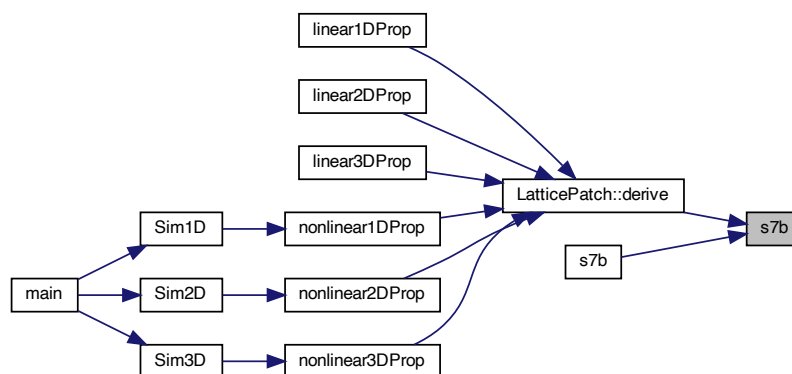 linear1DProp
linear2DProp
linear3DProp
LatticePatch::derive
Sim1D
nonlinear1DProp
s7b
s7b
main
Sim2D
nonlinear2DProp
Sim3D
nonlinear3DProp